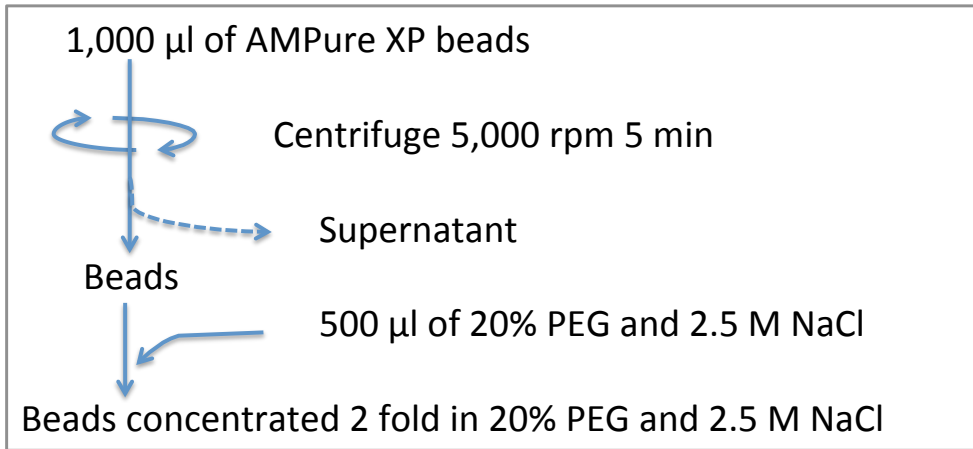 1,000 µl of AMPure XP beads
Centrifuge 5,000 rpm 5 min
Supernatant
Beads
500 µl of 20% PEG and 2.5 M NaCl
Beads concentrated 2 fold in 20% PEG and 2.5 M NaCl